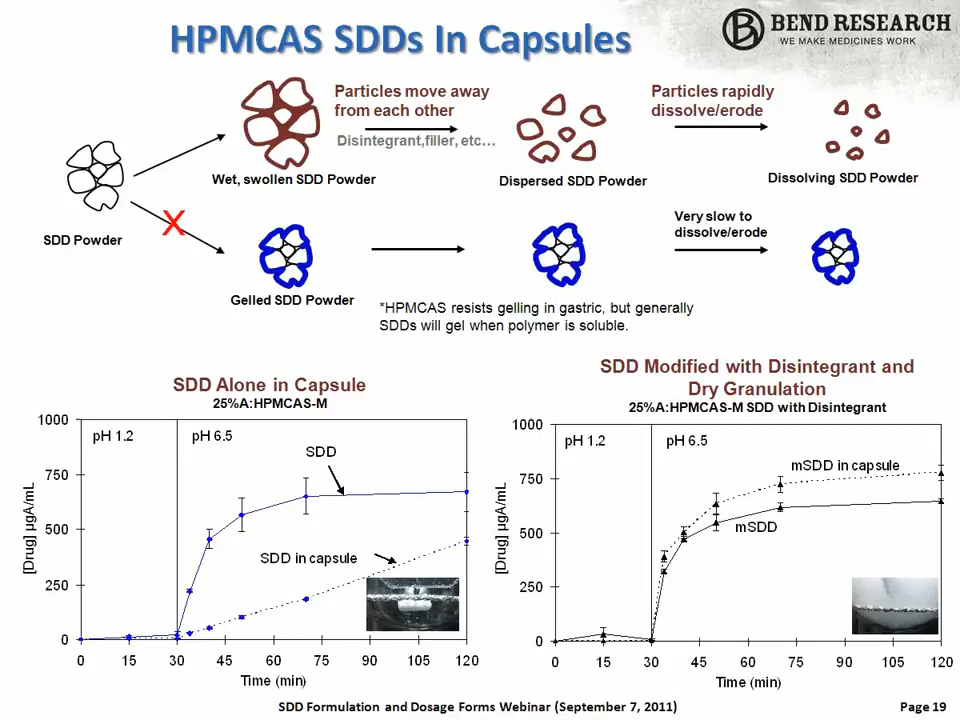 HPMCAS SDDs In Capsules
BEND RESEARCH
WE MAKE MEDICINES WORK
Particles move away
from each other
Disintegrant,filler, etc…
Particles rapidly
dissolve/erode
Wet, swollen SDD Powder
Dispersed SDD Powder
Dissolving SDD Powder
SDD Powder
X
Very slow to
dissolve/erode
Gelled SDD Powder
*HPMCAS resists gelling in gastric, but generally
SDDs will gel when polymer is soluble.
SDD Alone in Capsule
25%A:HPMCAS-M
1000
750
500
250
0
[Drug] µgA/mL
pH 1.2
pH 6.5
SDD
SDD in capsule
0 15 30 45 60 75 90 105 120
Time (min)
SDD Modified with Disintegrant and
Dry Granulation
25%A:HPMCAS-M SDD with Disintegrant
1000
750
500
250
0
[Drug] µgA/mL
pH 1.2
pH 6.5
mSDD in capsule
mSDD
0 15 30 45 60 75 90 105 120
Time (min)
SDD Formulation and Dosage Forms Webinar (September 7, 2011)
Page 19